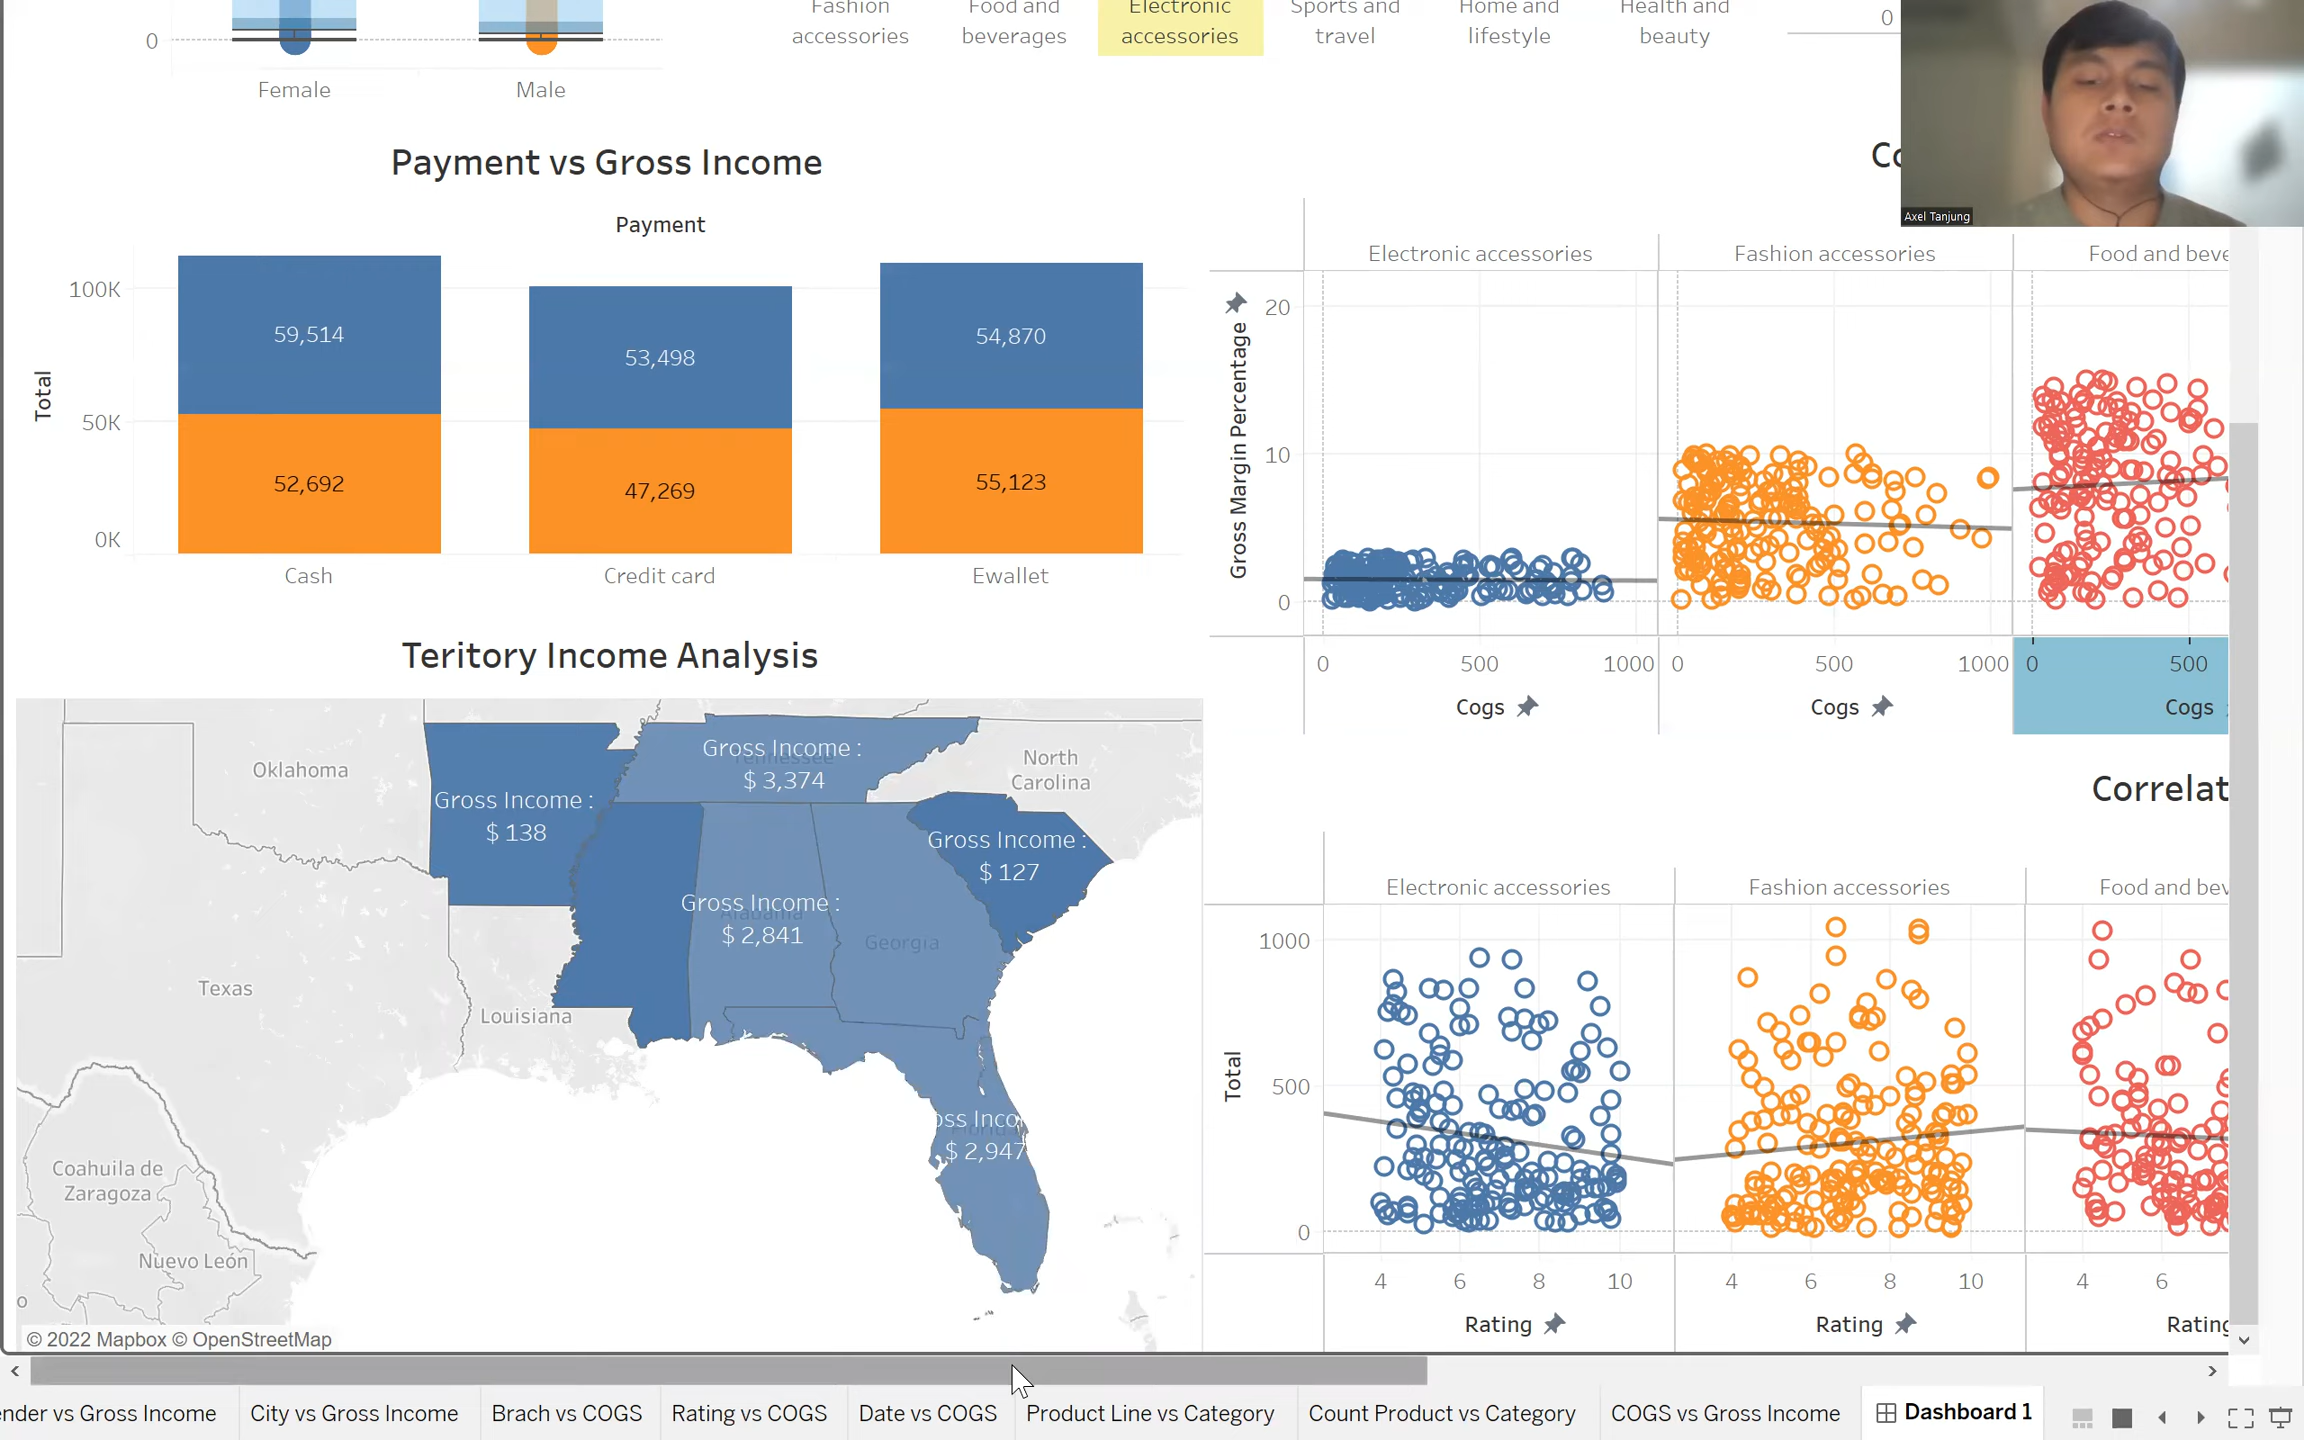 Fashion accessories
Food and beverages
Electronic accessories
Sports and travel
Home and lifestyle
Health and beauty
0
0
Female
Male
Axel Tanjung
Payment vs Gross Income
Payment
Total
100K
50K
0K
59,514
53,498
54,870
52,692
47,269
55,123
Cash
Credit card
Ewallet
Electronic accessories
Fashion accessories
Food and beve
Gross Margin Percentage
20
10
0
0
500
1000
0
500
1000
0
500
Cogs
Cogs
Cogs
Teritory Income Analysis
Oklahoma
Gross Income :
$ 138
Gross Income :
Tennessee
$ 3,374
North
Carolina
Gross Income :
$ 127
Gross Income :
Alabama
$ 2,841
Georgia
Texas
Louisiana
oss Inco
$ 2,947
Coahuila de
Zaragoza
Nuevo León
o
© 2022 Mapbox © OpenStreetMap
Correlat
Electronic accessories
Fashion accessories
Food and bev
Total
1000
500
0
4
6
8
10
4
6
8
10
4
6
Rating
Rating
Rating
ender vs Gross Income
City vs Gross Income
Brach vs COGS
Rating vs COGS
Date vs COGS
Product Line vs Category
Count Product vs Category
COGS vs Gross Income
Dashboard 1